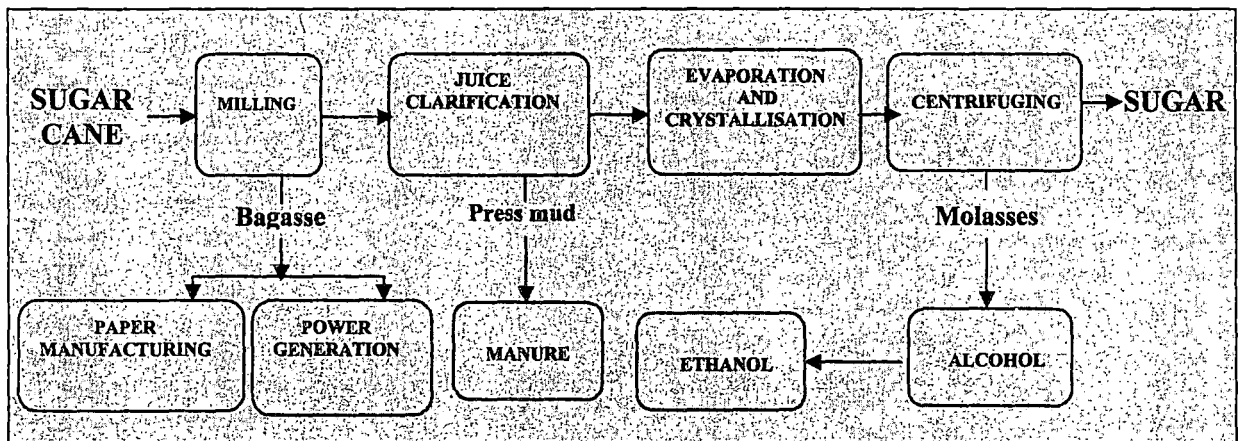 SUGAR
CANE
MILLING
JUICE
CLARIFICATION
EVAPORATION
AND
CRYSTALLISATION
CENTRIFUGING
SUGAR
Bagasse
Press mud
Molasses
PAPER
MANUFACTURING
POWER
GENERATION
MANURE
ETHANOL
ALCOHOL